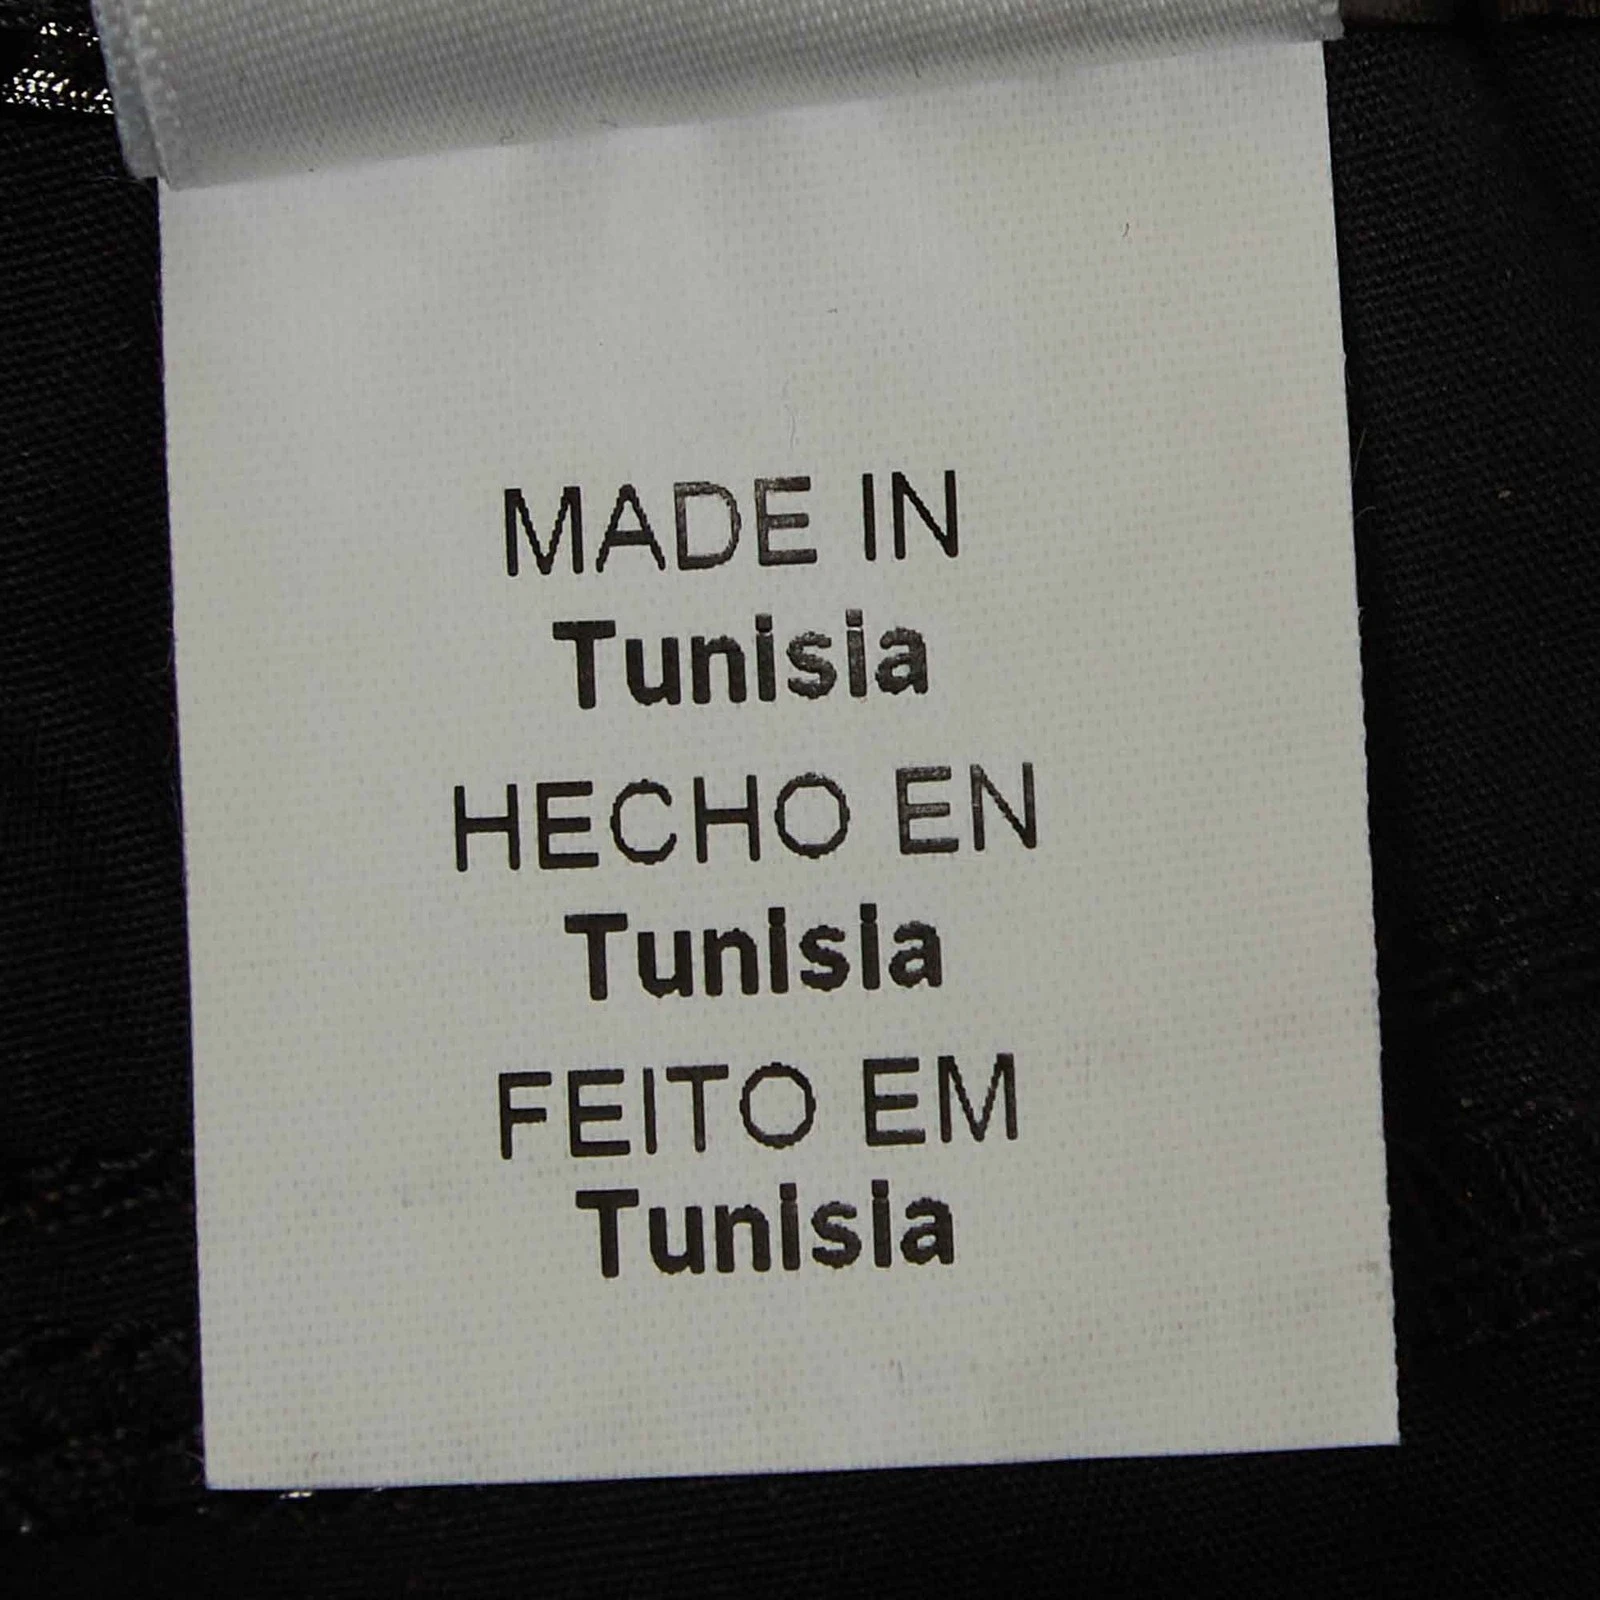 MADE IN
Tunisia
HECHO EN
Tunisia
FEITO EM
Tunisia